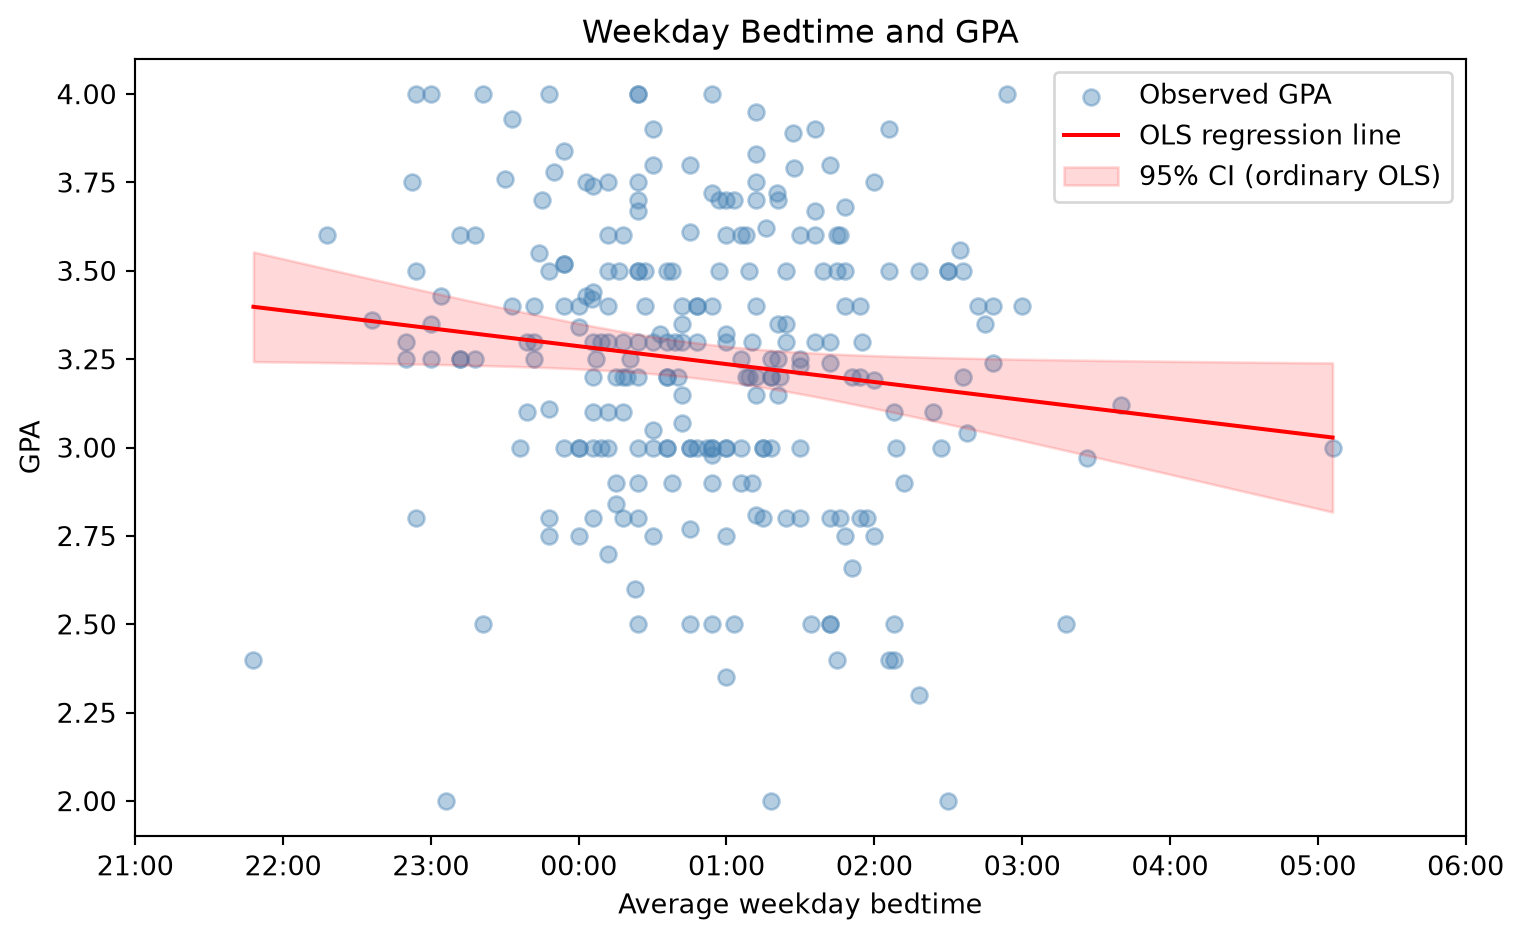 Weekday Bedtime and GPA
Observed GPA
OLS regression line
95% CI (ordinary OLS)
GPA
4.00
3.75
3.50
3.25
3.00
2.75
2.50
2.25
2.00
21:00 22:00 23:00 00:00 01:00 02:00 03:00 04:00 05:00 06:00
Average weekday bedtime